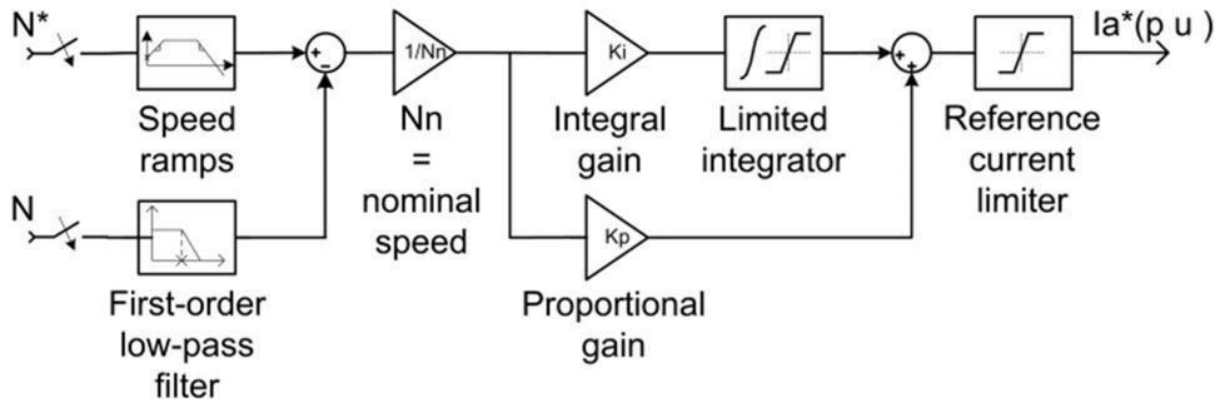 N*
Ia*(p u )
+
-
1/Nn
Ki
+
+
Speed
ramps
Nn
=
nominal
speed
Integral
gain
Limited
integrator
Reference
current
limiter
N
Kp
First-order
low-pass
filter
Proportional
gain